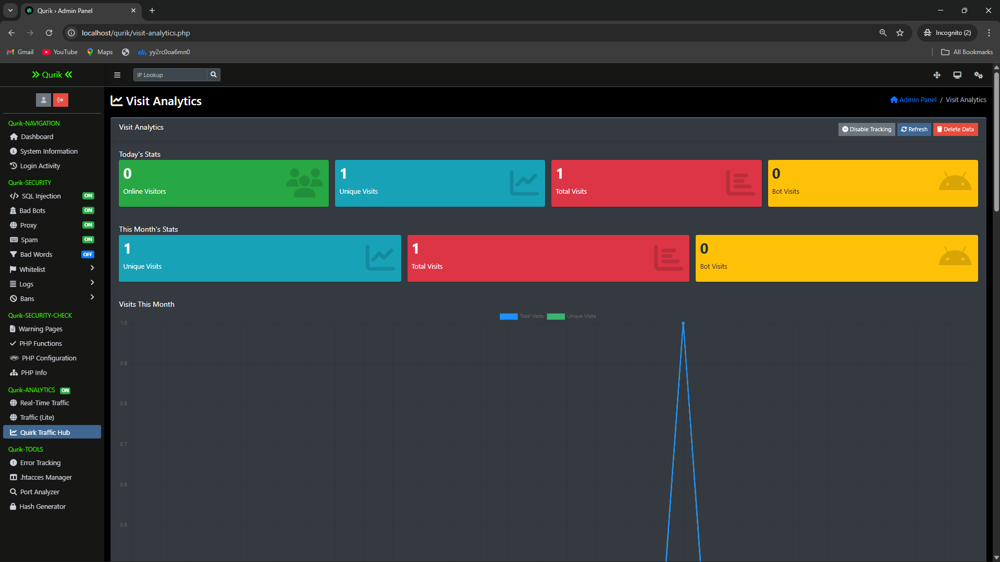 Qurik › Admin Panel
localhost/qurik/visit-analytics.php
Incognito (2)
Gmail
YouTube
Maps
yy2rc0oa6mn0
All Bookmarks
Qurik
IP Lookup
Qurik-NAVIGATION
Dashboard
System Information
Login Activity
Qurik-SECURITY
SQL Injection ON
Bad Bots ON
Proxy ON
Spam ON
Bad Words OFF
Whitelist
Logs
Bans
Qurik-SECURITY-CHECK
Warning Pages
PHP Functions
php PHP Configuration
PHP Info
Qurik-ANALYTICS ON
Real-Time Traffic
Traffic (Lite)
Quirk Traffic Hub
Qurik-TOOLS
Error Tracking
.htacces Manager
Port Analyzer
Hash Generator
Visit Analytics
Admin Panel / Visit Analytics
Visit Analytics
Disable Tracking
Refresh
Delete Data
Today's Stats
0
Online Visitors
1
Unique Visits
1
Total Visits
0
Bot Visits
This Month's Stats
1
Unique Visits
1
Total Visits
0
Bot Visits
Visits This Month
Total Visits
Unique Visits
1.0
0.9
0.8
0.7
0.6
0.5